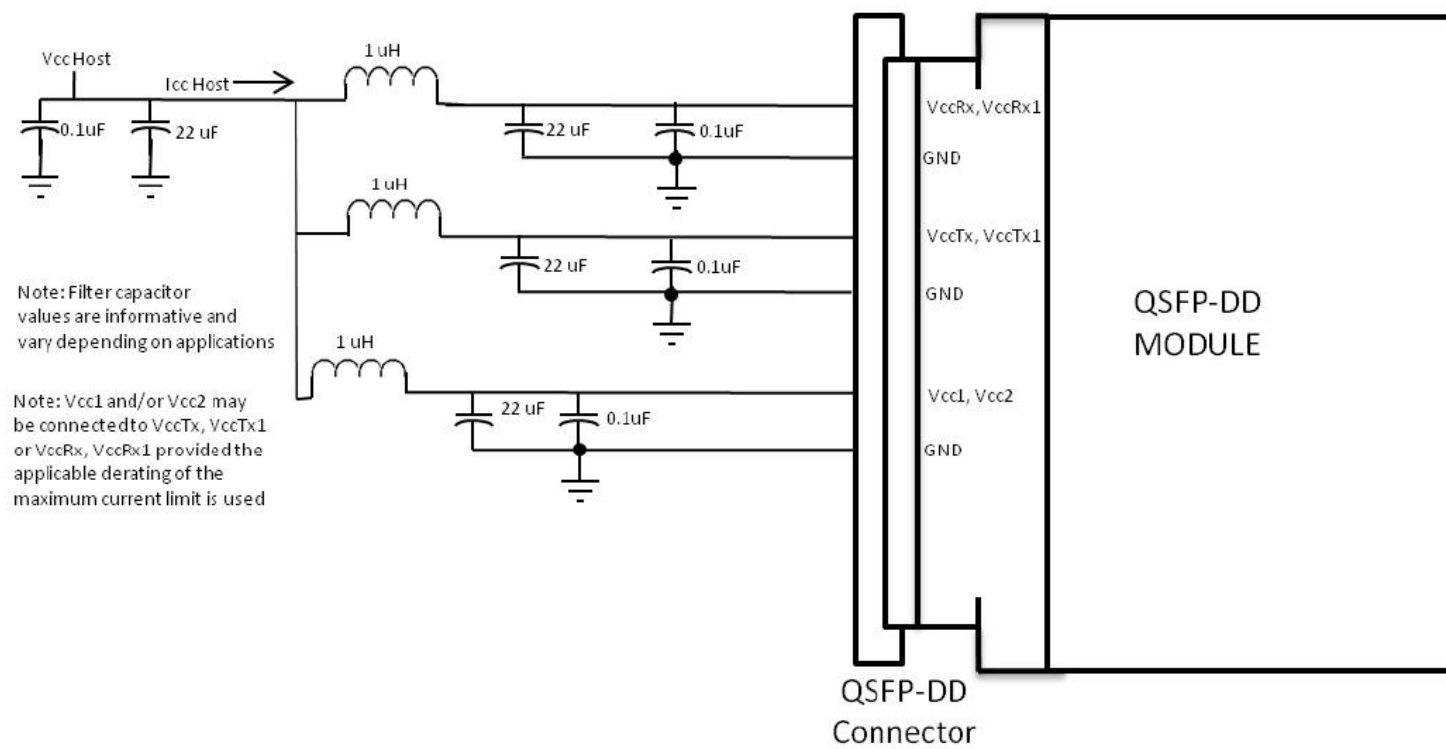 Vcc Host
Icc Host
0.1uF
22 uF
1 uH
22 uF
0.1uF
VccRx, VccRx1
GND
1 uH
22 uF
0.1uF
VccTx, VccTx1
GND
Note: Filter capacitor
values are informative and
vary depending on applications
1 uH
22 uF
0.1uF
Vcc1, Vcc2
GND
Note: Vcc1 and/or Vcc2 may
be connected to VccTx, VccTx1
or VccRx, VccRx1 provided the
applicable derating of the
maximum current limit is used
QSFP-DD
MODULE
QSFP-DD
Connector